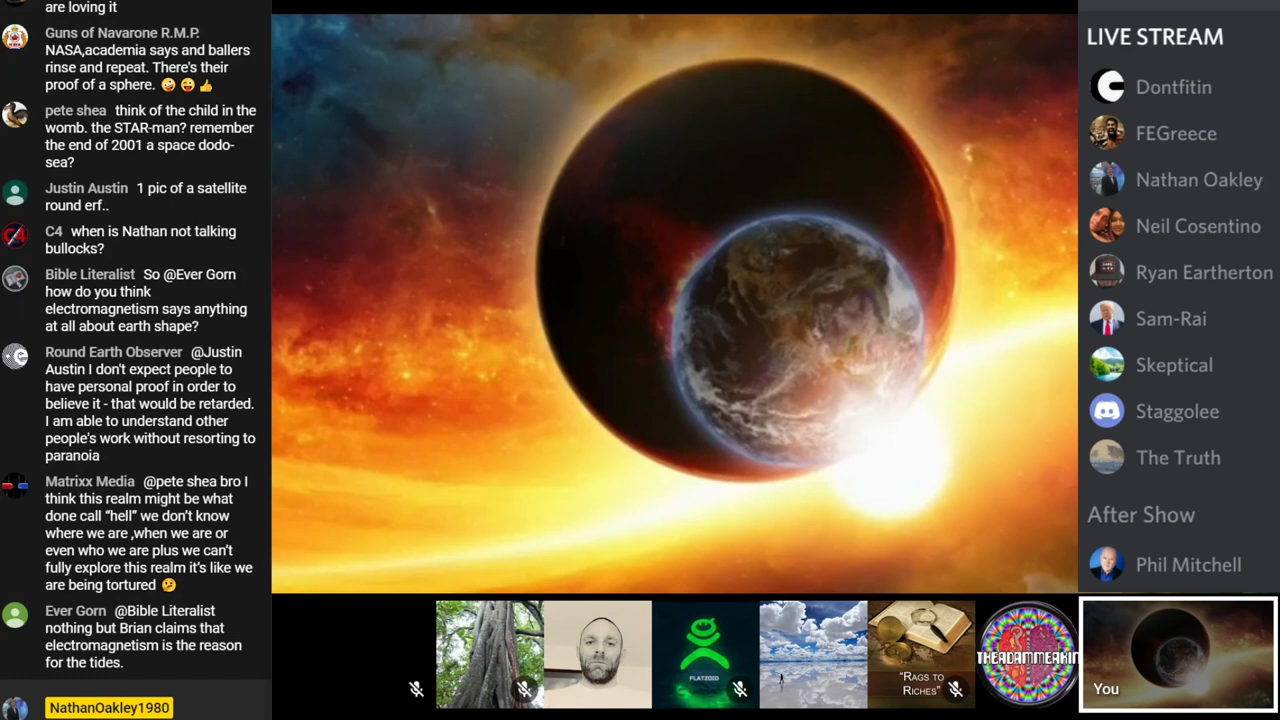 are loving it
Guns of Navarone R.M.P.
NASA,academia says and ballers
rinse and repeat. There's their
proof of a sphere. 🤪 😜 👍
pete shea think of the child in the
womb. the STAR-man? remember
the end of 2001 a space dodo-
sea?
Justin Austin 1 pic of a satellite
round erf..
C4 when is Nathan not talking
bullocks?
Bible Literalist So @Ever Gorn
how do you think
electromagnetism says anything
at all about earth shape?
Round Earth Observer @Justin
Austin I don't expect people to
have personal proof in order to
believe it - that would be retarded.
I am able to understand other
people's work without resorting to
paranoia
Matrixx Media @pete shea bro I
think this realm might be what
done call “hell” we don’t know
where we are ,when we are or
even who we are plus we can’t
fully explore this realm it’s like we
are being tortured 🤔
Ever Gorn @Bible Literalist
nothing but Brian claims that
electromagnetism is the reason
for the tides.
NathanOakley1980
FLATZOID
"RAGS TO
RICHES"
THEADAMMEAKIN
You
LIVE STREAM
Dontfitin
FEGreece
Nathan Oakley
Neil Cosentino
Ryan Eartherton
Sam-Rai
Skeptical
Staggolee
The Truth
After Show
Phil Mitchell